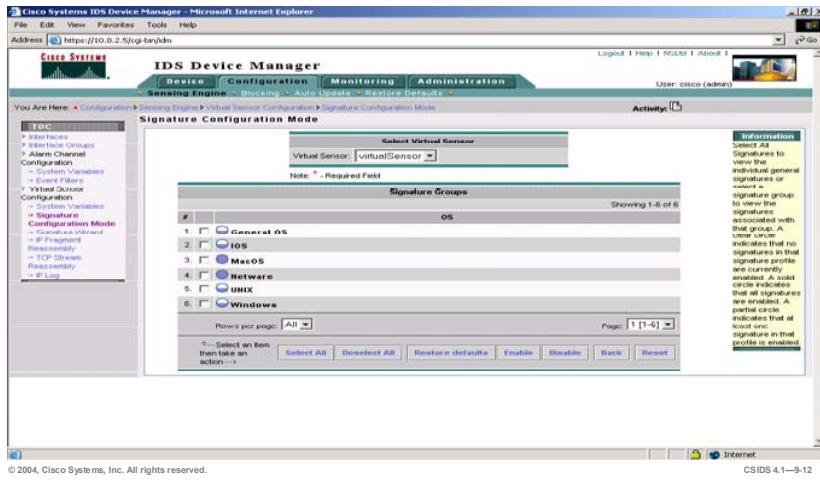 Cisco Systems IDS Device Manager - Microsoft Internet Explorer
File Edit View Favorites Tools Help
Address https://10.0.2.5/cgi-bin/idm Go
CISCO SYSTEMS
IDS Device Manager
Logout | Help | NSDB | About |
Device Configuration Monitoring Administration
User: cisco (admin)
Sensing Engine Blocking Auto Update Restore Defaults
You Are Here: Configuration Sensing Engine Virtual Sensor Configuration Signature Configuration Mode
Activity:
TOC
Interfaces
Interface Groups
Alarm Channel
Configuration
System Variables
Event Filters
Virtual Sensor
Configuration
System Variables
Signature
Configuration Mode
Signature Wizard
IP Fragment
Reassembly
TCP Stream
Reassembly
IP Log
Signature Configuration Mode
Select Virtual Sensor
Virtual Sensor: virtualSensor
Note: * - Required Field
Signature Groups
Showing 1-6 of 6
# OS
1. General OS
2. IOS
3. MacOS
4. Netware
5. UNIX
6. Windows
Rows per page: All
Page: 1 [1-6]
Select an item
then take an
action -->
Select All Deselect All Restore defaults Enable Disable Back Reset
Information
Select All
Signatures to
view the
individual general
signatures or
select a
signature group
to view the
signatures
associated with
that group. A
clear circle
indicates that no
signatures in that
signature profile
are currently
enabled. A solid
circle indicates
that all signatures
are enabled. A
partial circle
indicates that at
least one
signature in that
profile is enabled.
Internet
© 2004, Cisco Systems, Inc. All rights reserved.
CSIDS 4.1—9-12